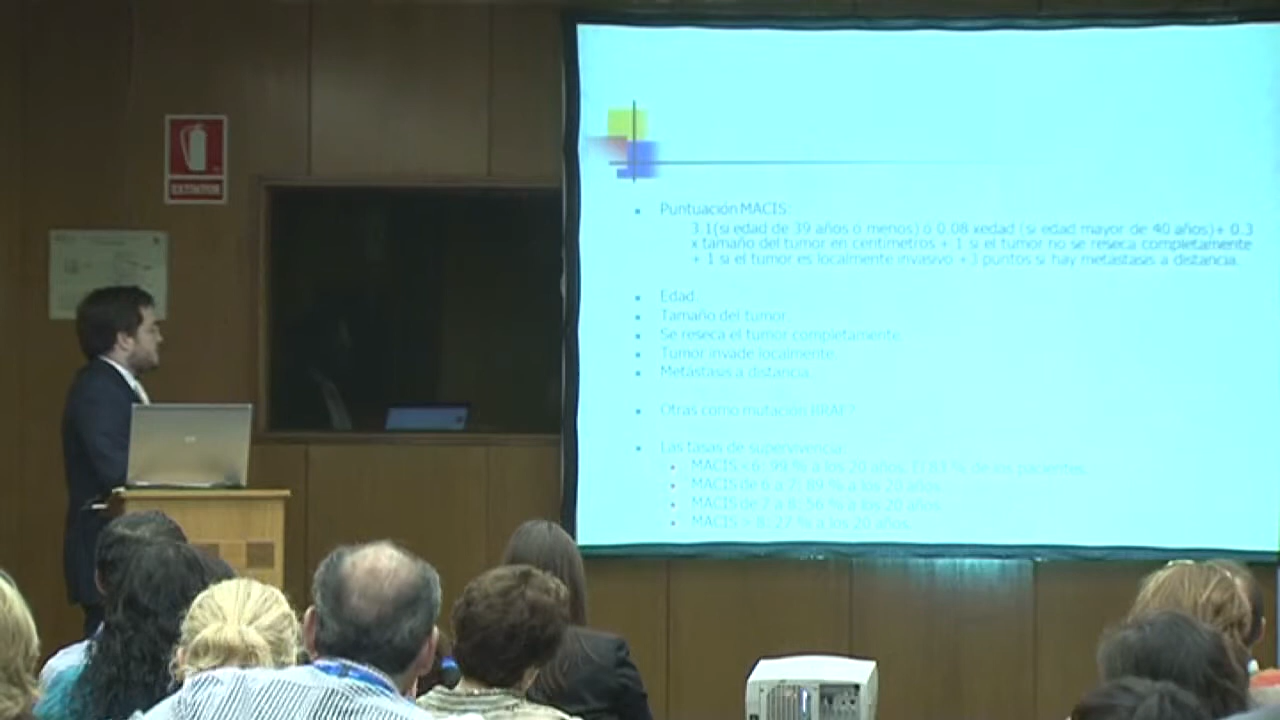 EXTINTOR
Puntuación MACIS:
3.1(si edad de 39 años o menos) ó 0.08 xedad (si edad mayor de 40 años)+ 0.3
x tamaño del tumor en centímetros + 1 si el tumor no se reseca completamente
+ 1 si el tumor es localmente invasivo +3 puntos si hay metastasis a distancia.
Edad
Tamaño del tumor
Se reseca el tumor completamente
Tumor invade localmente
Metástasis a distancia
Otras como mutación BRAF?
Las tasas de supervivencia:
MACIS < 6: 99 % a los 20 años. % de los pacientes.
MACIS de 6 a 7: 89 % a los 20 años
MACIS de 7 a 8: 56 % a los 20 años
MACIS > 8: 27 % a los 20 años.